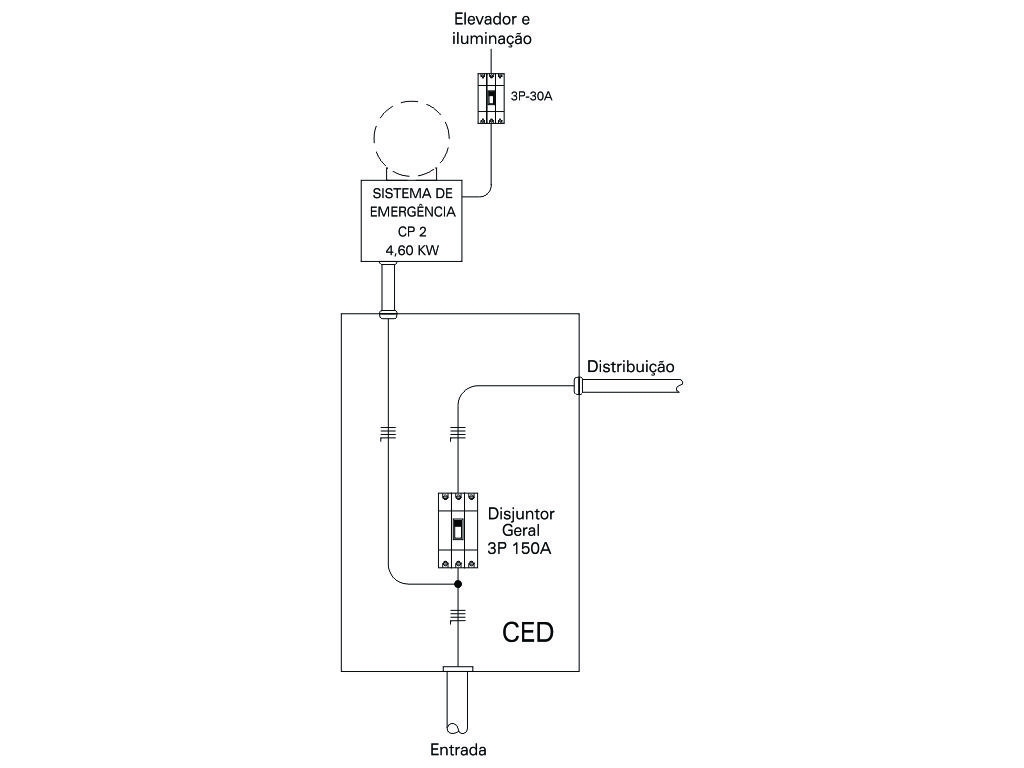 Elevador e
iluminação
3P-30A
SISTEMA DE
EMERGÊNCIA
CP 2
4,60 KW
Distribuição
Disjuntor
Geral
3P 150A
CED
Entrada